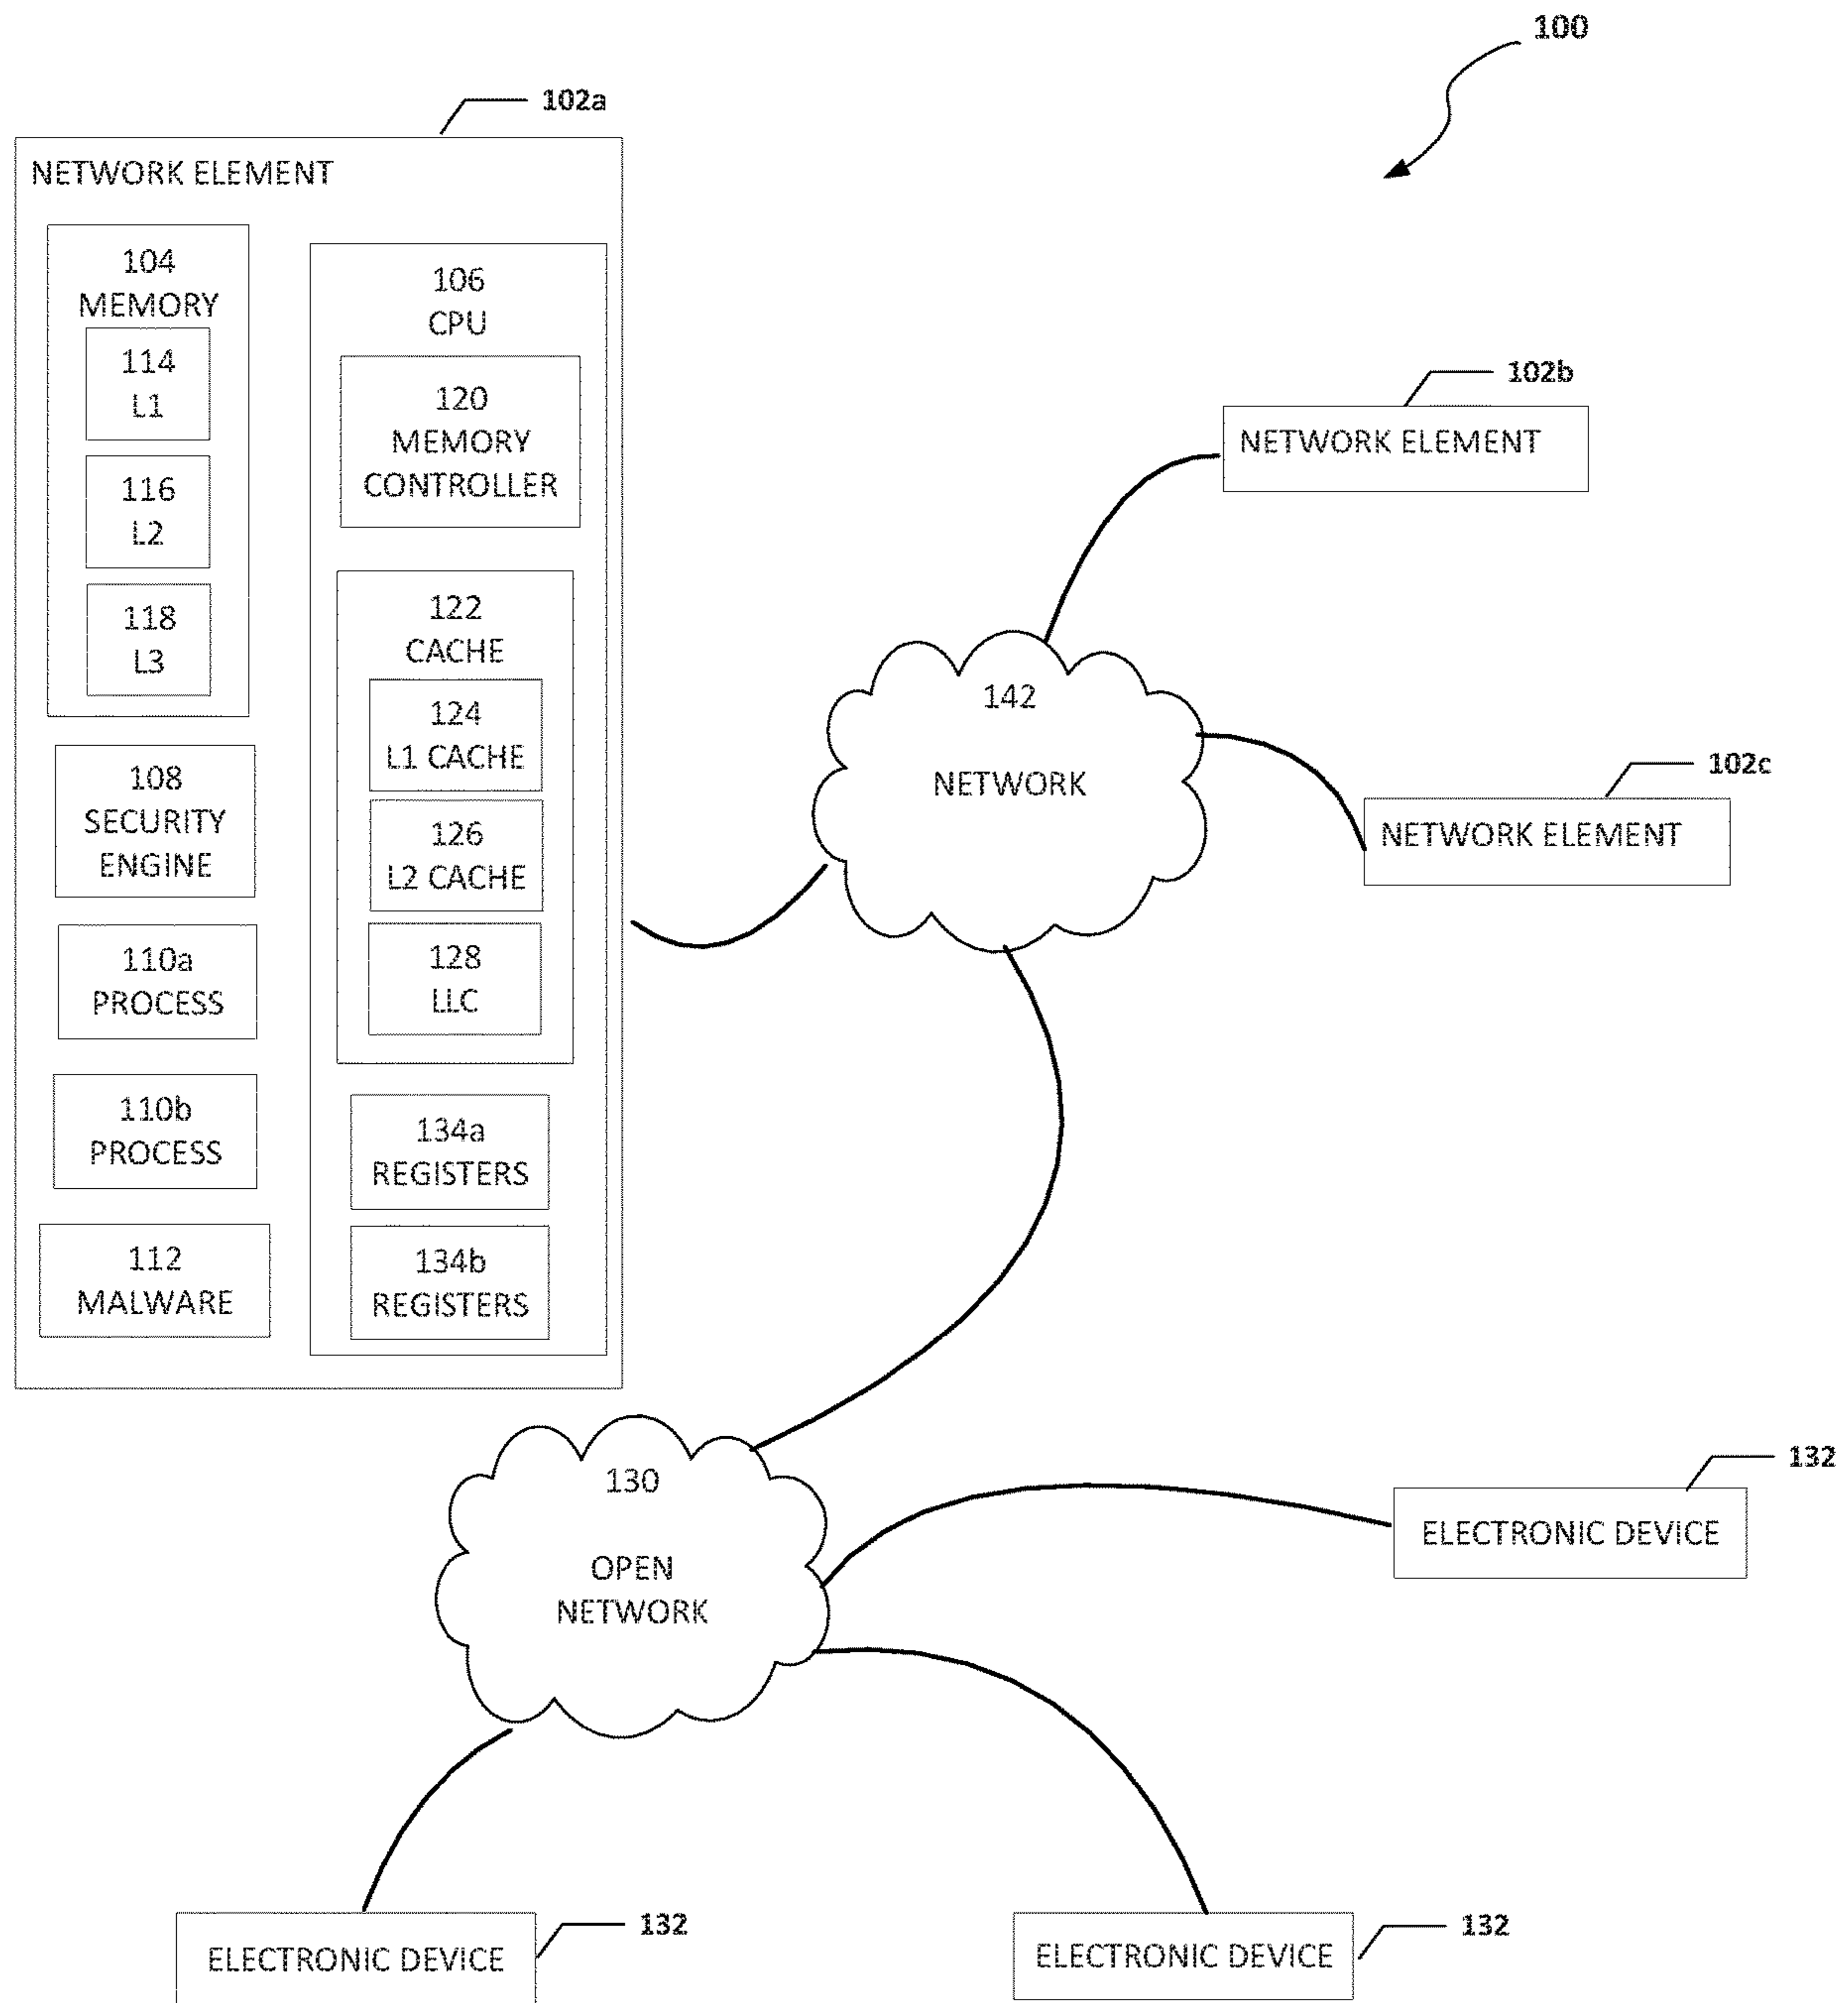 100
102a
NETWORK ELEMENT
104
MEMORY
114
L1
116
L2
118
L3
108
SECURITY
ENGINE
110a
PROCESS
110b
PROCESS
112
MALWARE
106
CPU
120
MEMORY
CONTROLLER
122
CACHE
124
L1 CACHE
126
L2 CACHE
128
LLC
134a
REGISTERS
134b
REGISTERS
102b
NETWORK ELEMENT
142
NETWORK
102c
NETWORK ELEMENT
130
OPEN
NETWORK
132
ELECTRONIC DEVICE
132
ELECTRONIC DEVICE
132
ELECTRONIC DEVICE